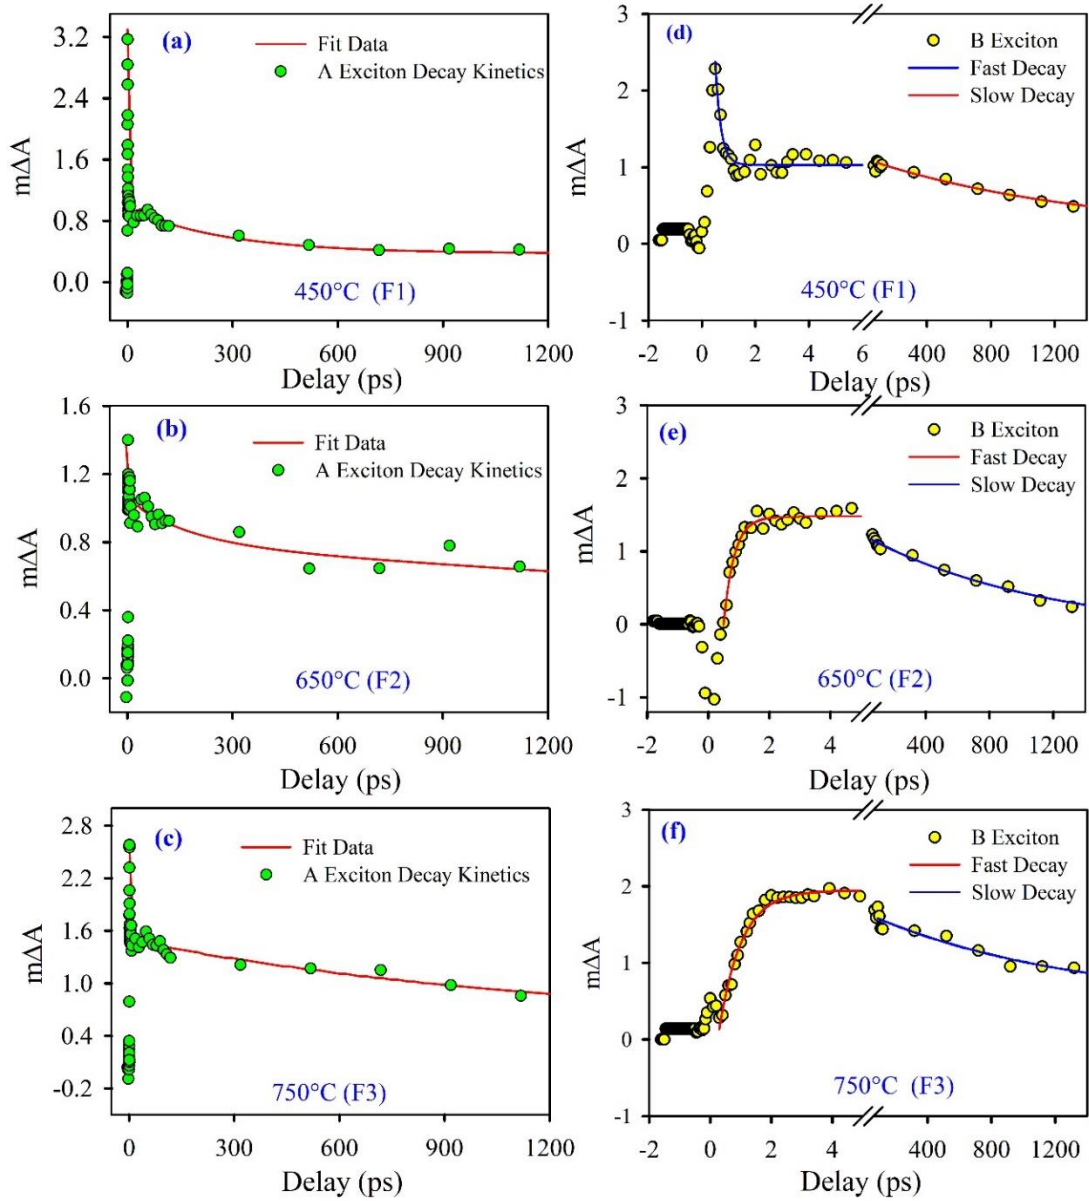 (a)
Fit Data
A Exciton Decay Kinetics
3.2
2.4
1.6
0.8
0.0
mΔA
450°C (F1)
0 300 600 900 1200
Delay (ps)
(d)
B Exciton
Fast Decay
Slow Decay
3
2
1
0
-1
mΔA
450°C (F1)
-2 0 2 4 6 400 800 1200
Delay (ps)
(b)
Fit Data
A Exciton Decay Kinetics
1.6
1.2
0.8
0.4
0.0
mΔA
650°C (F2)
0 300 600 900 1200
Delay (ps)
(e)
B Exciton
Fast Decay
Slow Decay
3
2
1
0
-1
mΔA
650°C (F2)
-2 0 2 4 400 800 1200
Delay (ps)
(c)
Fit Data
A Exciton Decay Kinetics
2.8
2.2
1.6
1.0
0.4
-0.2
mΔA
750°C (F3)
0 300 600 900 1200
Delay (ps)
(f)
B Exciton
Fast Decay
Slow Decay
3
2
1
0
-1
mΔA
750°C (F3)
-2 0 2 4 400 800 1200
Delay (ps)